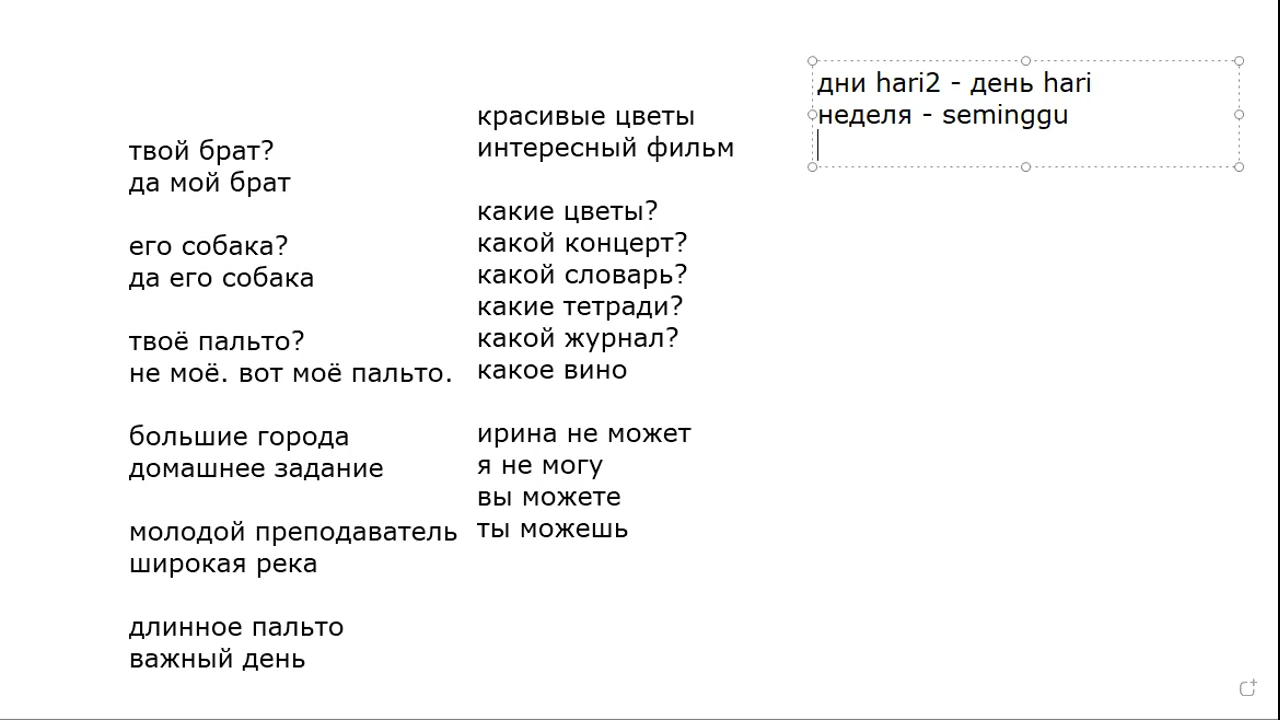 твой брат?
да мой брат
его собака?
да его собака
твоё пальто?
не моё. вот моё пальто.
большие города
домашнее задание
молодой преподаватель
широкая река
длинное пальто
важный день
красивые цветы
интересный фильм
какие цветы?
какой концерт?
какой словарь?
какие тетради?
какой журнал?
какое вино
ирина не может
я не могу
вы можете
ты можешь
дни hari2 - день hari
неделя - seminggu